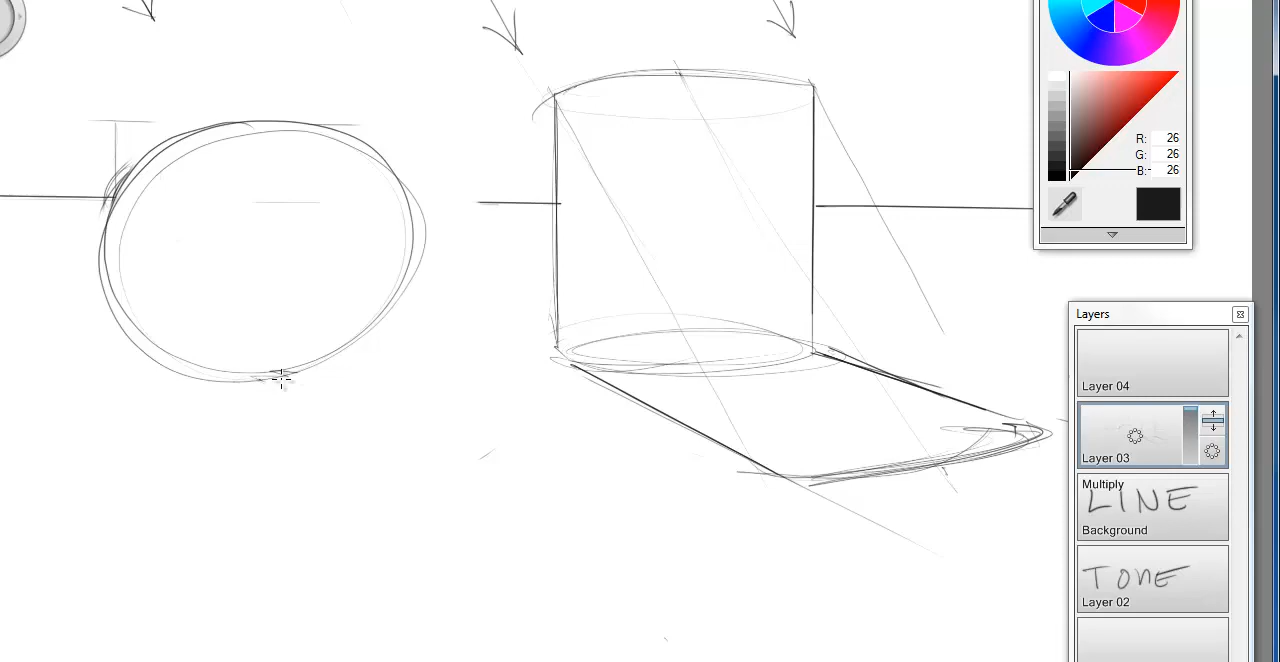 R: 26
G: 26
B: 26
Layers
Layer 04
Layer 03
Multiply
LINE
Background
TONE
Layer 02